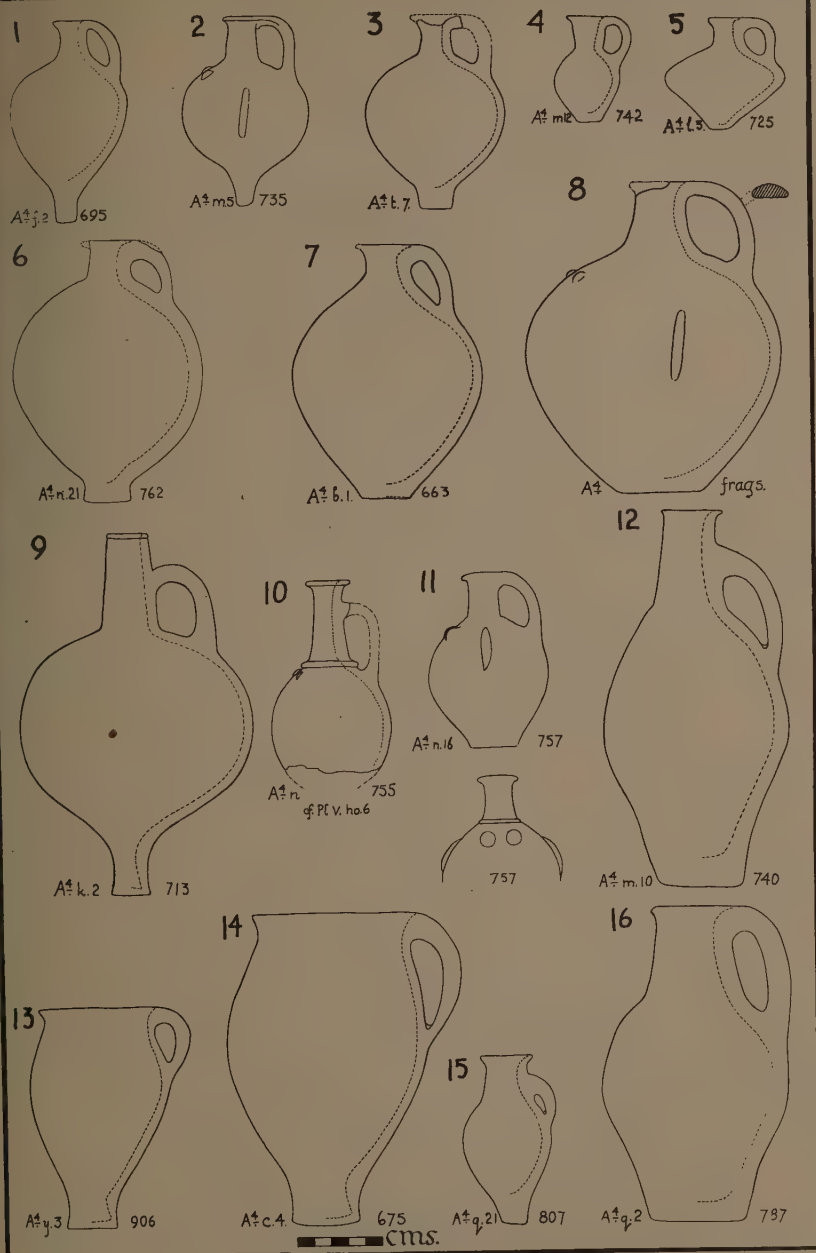 1
A4/ f.2 695
2
A4/ m.5 735
3
A4/ t.7.
4
A4/ m12 742
5
A4/ l.5. 725
6
A4/ n.21 762
7
A4/ b.1. 663
8
A4/ frags.
9
A4/ k.2 713
10
A4/ n 755
cf. Pl V. no.6
11
A4/ n.16 757
757
12
A4/ m.10 740
13
A4/ y.3 906
14
A4/ c.4. 675
15
A4/ q.21 807
16
A4/ q.2 787
cms.